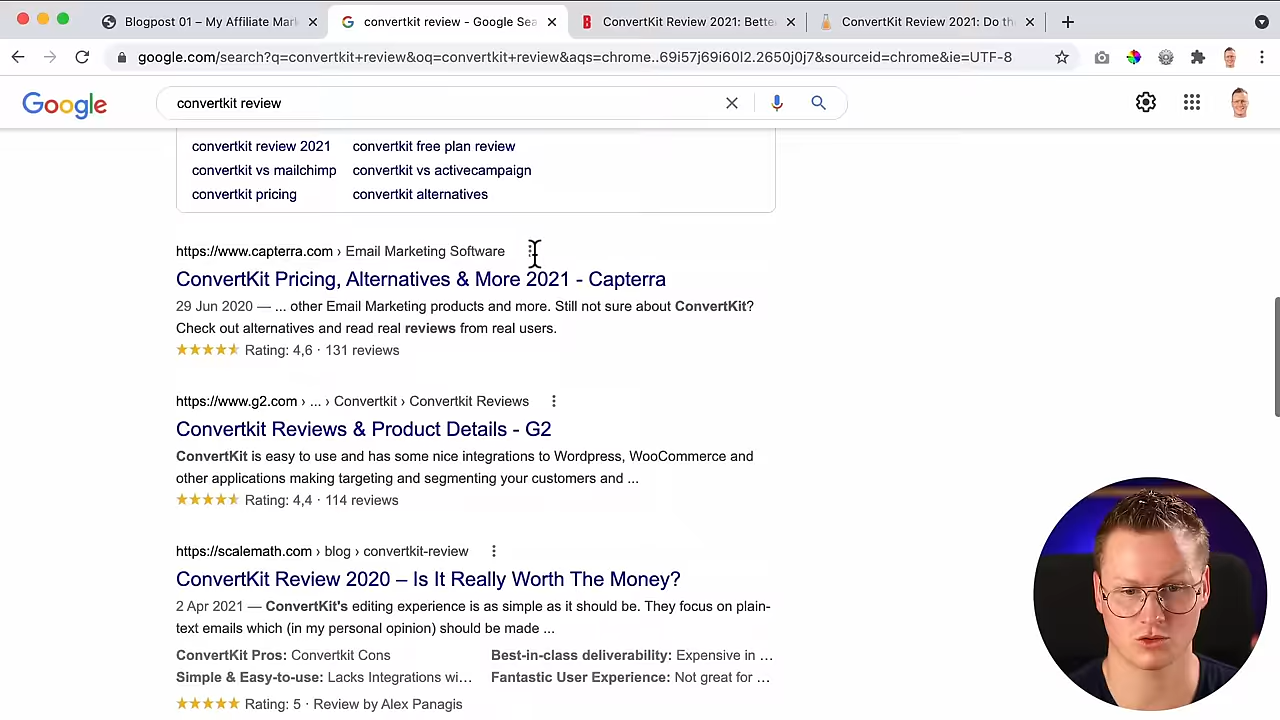 Blogpost 01 – My Affiliate Mark
convertkit review - Google Sea
ConvertKit Review 2021: Bette
ConvertKit Review 2021: Do th
google.com/search?q=convertkit+review&oq=convertkit+review&aqs=chrome..69i57j69i60l2.2650j0j7&sourceid=chrome&ie=UTF-8
Google
convertkit review
convertkit review 2021 convertkit free plan review
convertkit vs mailchimp convertkit vs activecampaign
convertkit pricing convertkit alternatives
https://www.capterra.com › Email Marketing Software
ConvertKit Pricing, Alternatives & More 2021 - Capterra
29 Jun 2020 — ... other Email Marketing products and more. Still not sure about ConvertKit?
Check out alternatives and read real reviews from real users.
Rating: 4,6 · 131 reviews
https://www.g2.com › ... › Convertkit › Convertkit Reviews
Convertkit Reviews & Product Details - G2
ConvertKit is easy to use and has some nice integrations to Wordpress, WooCommerce and
other applications making targeting and segmenting your customers and ...
Rating: 4,4 · 114 reviews
https://scalemath.com › blog › convertkit-review
ConvertKit Review 2020 – Is It Really Worth The Money?
2 Apr 2021 — ConvertKit's editing experience is as simple as it should be. They focus on plain-
text emails which (in my personal opinion) should be made ...
ConvertKit Pros: Convertkit Cons Best-in-class deliverability: Expensive in ...
Simple & Easy-to-use: Lacks Integrations wi... Fantastic User Experience: Not great for ...
Rating: 5 · Review by Alex Panagis